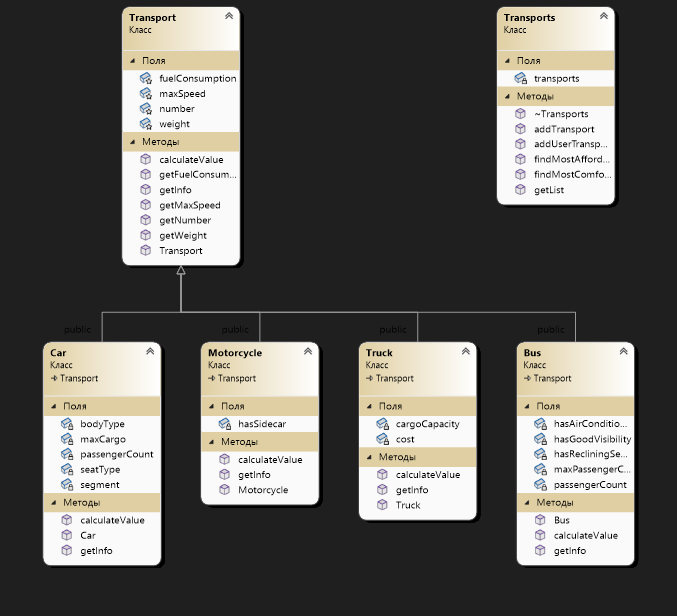 Transport
Класс
Поля
fuelConsumption
maxSpeed
number
weight
Методы
calculateValue
getFuelConsum...
getInfo
getMaxSpeed
getNumber
getWeight
Transport
Transports
Класс
Поля
transports
Методы
~Transports
addTransport
addUserTransp...
findMostAfford...
findMostComfo...
getList
public
public
public
public
Car
Класс
Transport
Поля
bodyType
maxCargo
passengerCount
seatType
segment
Методы
calculateValue
Car
getInfo
Motorcycle
Класс
Transport
Поля
hasSidecar
Методы
calculateValue
getInfo
Motorcycle
Truck
Класс
Transport
Поля
cargoCapacity
cost
Методы
calculateValue
getInfo
Truck
Bus
Класс
Transport
Поля
hasAirConditio...
hasGoodVisibility
hasRecliningSe...
maxPassengerC...
passengerCount
Методы
Bus
calculateValue
getInfo